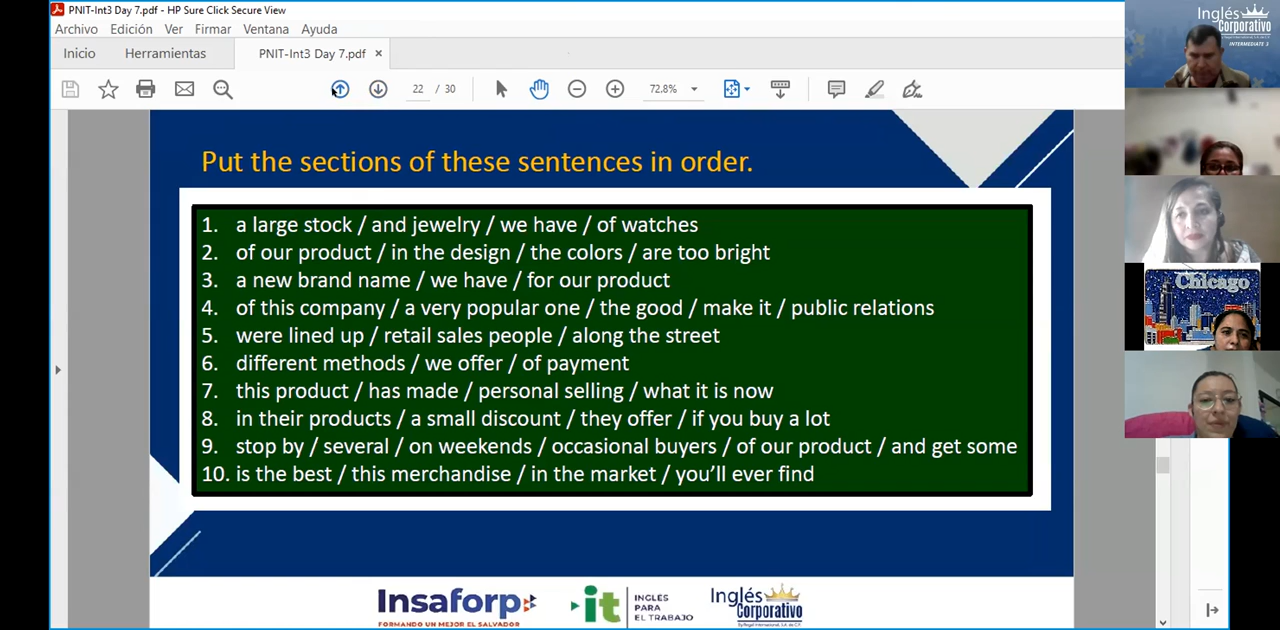 PNIT-Int3 Day 7.pdf - HP Sure Click Secure View
Archivo Edición Ver Firmar Ventana Ayuda
Inicio Herramientas PNIT-Int3 Day 7.pdf ×
22 / 30 72.8%
Put the sections of these sentences in order.
1. a large stock / and jewelry / we have / of watches
2. of our product / in the design / the colors / are too bright
3. a new brand name / we have / for our product
4. of this company / a very popular one / the good / make it / public relations
5. were lined up / retail sales people / along the street
6. different methods / we offer / of payment
7. this product / has made / personal selling / what it is now
8. in their products / a small discount / they offer / if you buy a lot
9. stop by / several / on weekends / occasional buyers / of our product / and get some
10. is the best / this merchandise / in the market / you'll ever find
Insaforp
FORMANDO UN MEJOR EL SALVADOR
it
INGLÉS
PARA
EL TRABAJO
Inglés
Corporativo
Inglés
Corporativo
INTERMEDIATE 3
Chicago